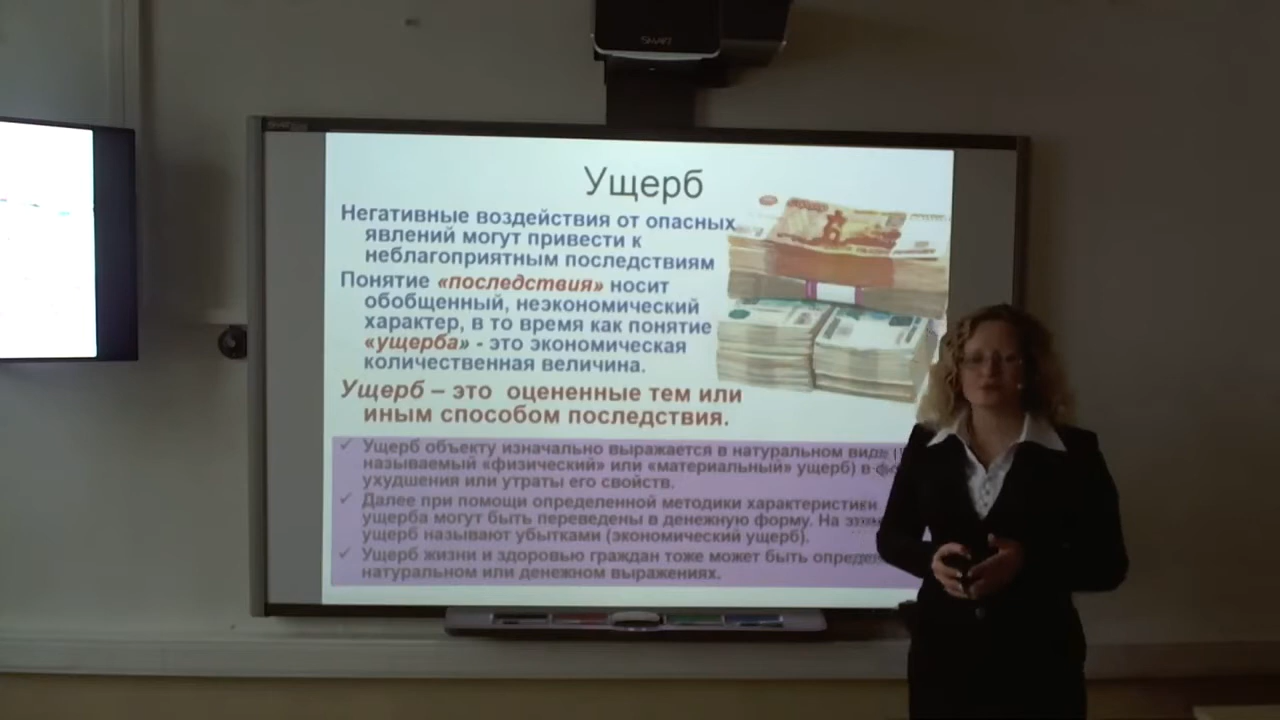 SMART
Ущерб
Негативные воздействия от опасных
явлений могут привести к
неблагоприятным последствиям
Понятие «последствия» носит
обобщенный, неэкономический
характер, в то время как понятие
«ущерба» - это экономическая
количественная величина.
Ущерб – это оцененные тем или
иным способом последствия.
✓ Ущерб объекту изначально выражается в натуральном виде
называемый «физический» или «материальный» ущерб) в
ухудшения или утраты его свойств.
✓ Далее при помощи определенной методики характеристики
ущерба могут быть переведены в денежную форму. На
ущерб называют убытками (экономический ущерб).
✓ Ущерб жизни и здоровью граждан тоже может быть
натуральном или денежном выражениях.